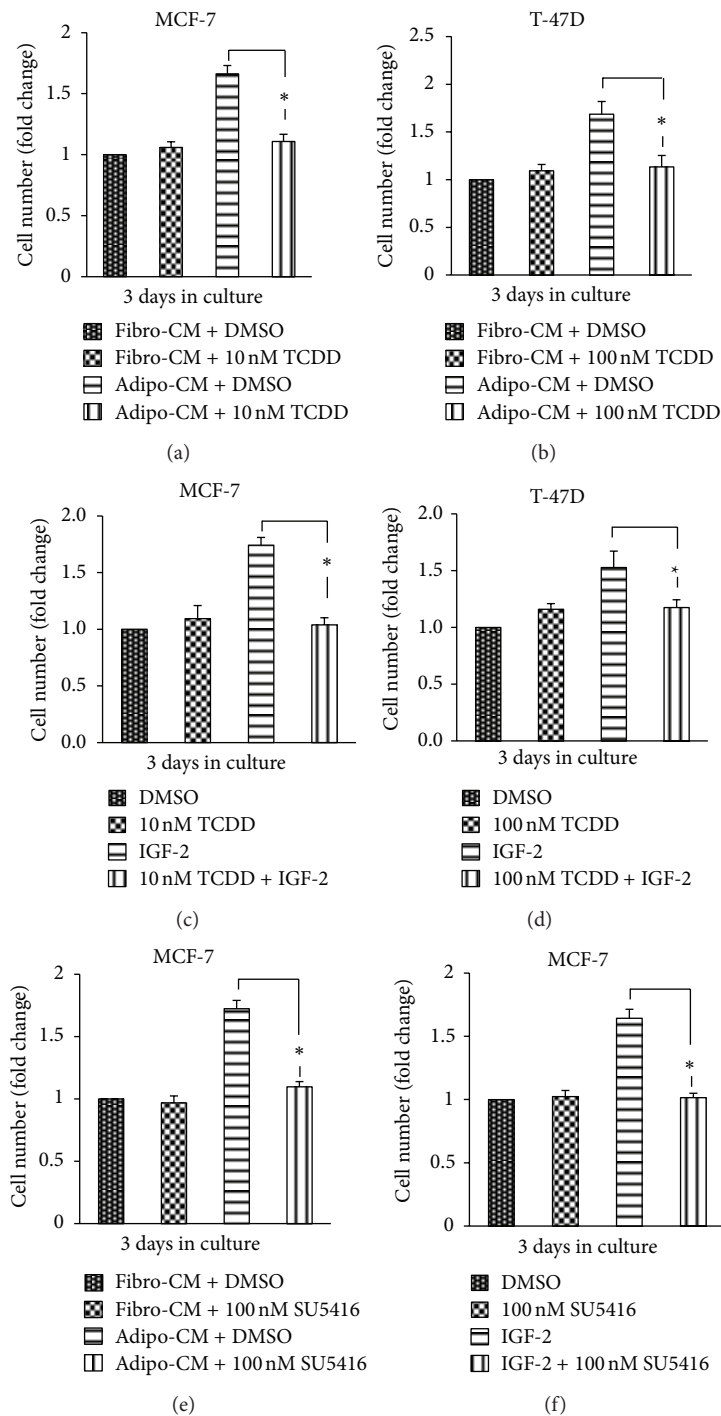 MCF-7
Cell number (fold change)
2
1.5
1
0.5
0
*
3 days in culture
Fibro-CM + DMSO
Fibro-CM + 10 nM TCDD
Adipo-CM + DMSO
Adipo-CM + 10 nM TCDD
(a)
T-47D
Cell number (fold change)
2.5
2
1.5
1
0.5
0
*
3 days in culture
Fibro-CM + DMSO
Fibro-CM + 100 nM TCDD
Adipo-CM + DMSO
Adipo-CM + 100 nM TCDD
(b)
MCF-7
Cell number (fold change)
2.0
1.5
1.0
0.5
0.0
*
3 days in culture
DMSO
10 nM TCDD
IGF-2
10 nM TCDD + IGF-2
(c)
T-47D
Cell number (fold change)
2.0
1.5
1.0
0.5
0.0
*
3 days in culture
DMSO
100 nM TCDD
IGF-2
100 nM TCDD + IGF-2
(d)
MCF-7
Cell number (fold change)
2
1.5
1
0.5
0
*
3 days in culture
Fibro-CM + DMSO
Fibro-CM + 100 nM SU5416
Adipo-CM + DMSO
Adipo-CM + 100 nM SU5416
(e)
MCF-7
Cell number (fold change)
2
1.5
1
0.5
0
*
3 days in culture
DMSO
100 nM SU5416
IGF-2
IGF-2 + 100 nM SU5416
(f)